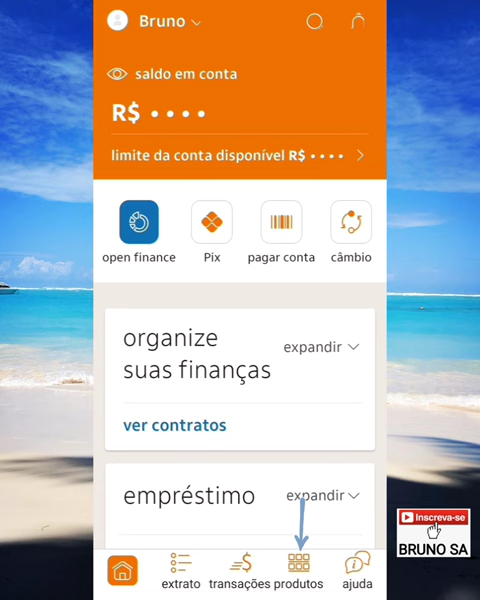 Bruno
saldo em conta
R$ ••••
limite da conta disponível R$ ••••
open finance
Pix
pagar conta
câmbio
organize
suas finanças
expandir
ver contratos
empréstimo
expandir
extrato
transações
produtos
ajuda
Inscreva-se
BRUNO SA